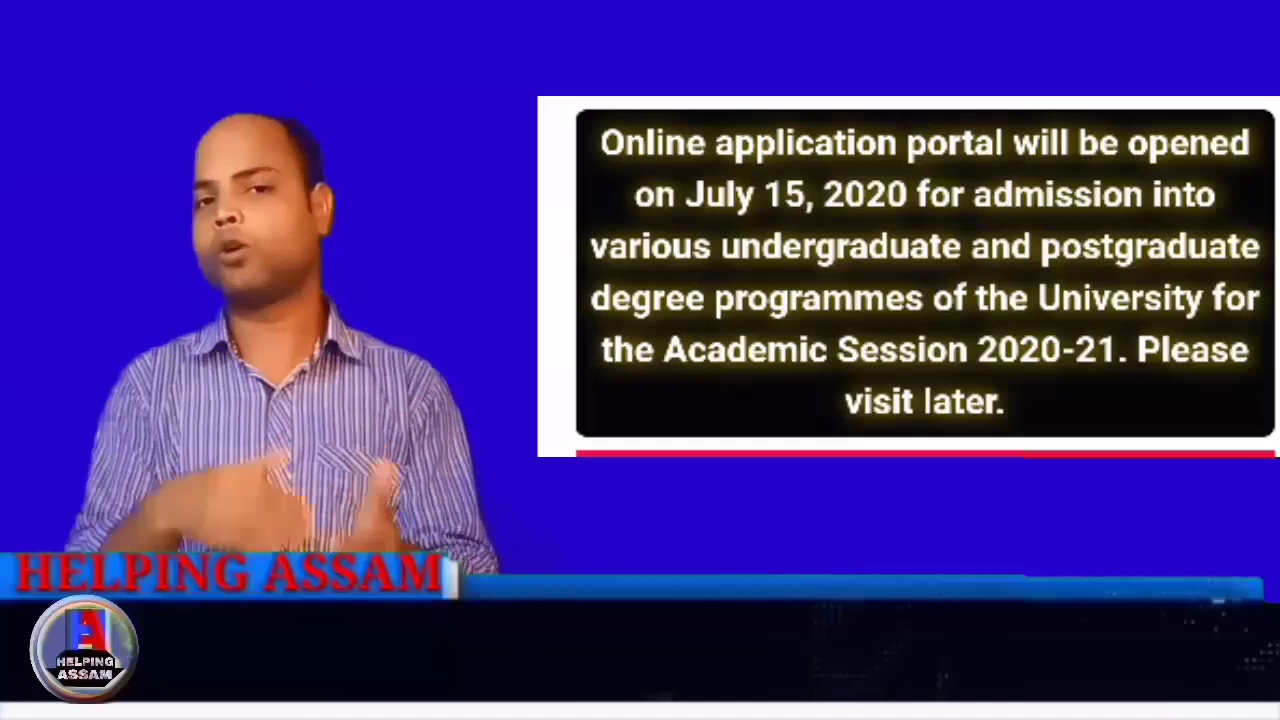 Online application portal will be opened
on July 15, 2020 for admission into
various undergraduate and postgraduate
degree programmes of the University for
the Academic Session 2020-21. Please
visit later.
HELPING ASSAM
HA
HELPING
ASSAM